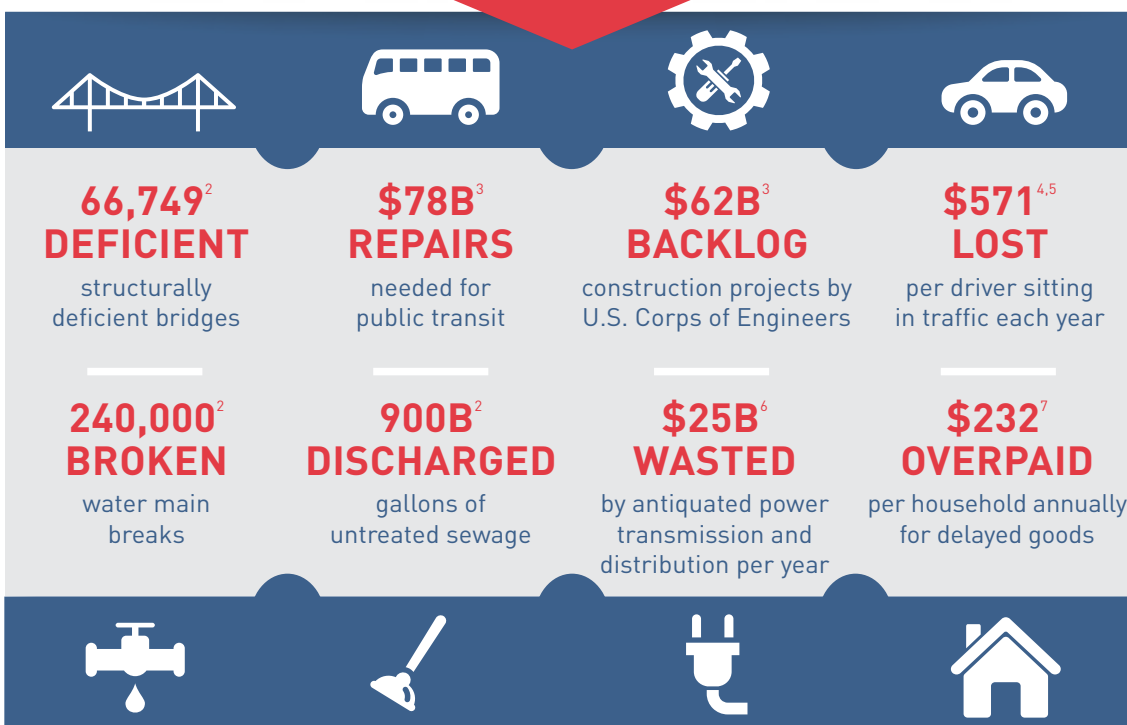 66,749²
DEFICIENT
structurally
deficient bridges
$78B³
REPAIRS
needed for
public transit
$62B³
BACKLOG
construction projects by
U.S. Corps of Engineers
$571⁴,⁵
LOST
per driver sitting
in traffic each year
240,000²
BROKEN
water main
breaks
900B²
DISCHARGED
gallons of
untreated sewage
$25B⁶
WASTED
by antiquated power
transmission and
distribution per year
$232⁷
OVERPAID
per household annually
for delayed goods